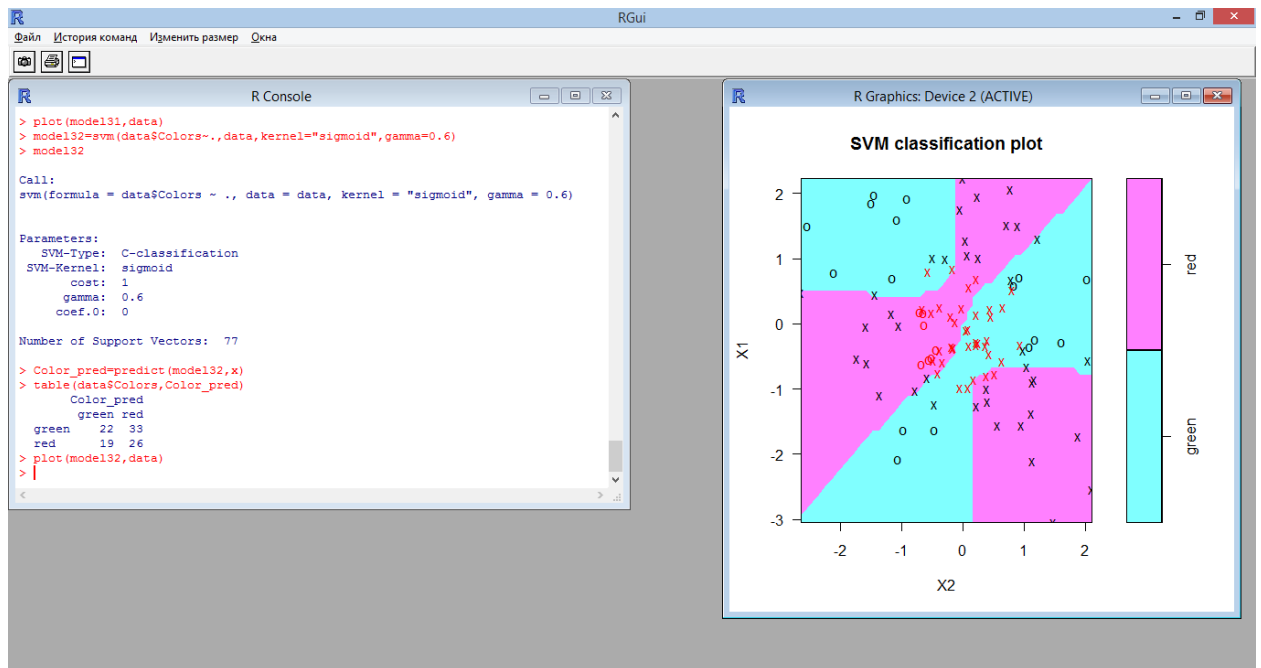 RGui
Файл История команд Изменить размер Окна
R Console
> plot(model31,data)
> model32=svm(data$Colors~.,data,kernel="sigmoid",gamma=0.6)
> model32
Call:
svm(formula = data$Colors ~ ., data = data, kernel = "sigmoid", gamma = 0.6)
Parameters:
SVM-Type: C-classification
SVM-Kernel: sigmoid
cost: 1
gamma: 0.6
coef.0: 0
Number of Support Vectors: 77
> Color_pred=predict(model32,x)
> table(data$Colors,Color_pred)
Color_pred
green red
green 22 33
red 19 26
> plot(model32,data)
>
R Graphics: Device 2 (ACTIVE)
SVM classification plot
2
1
0
-1
-2
-3
X1
-2 -1 0 1 2
X2
red
green